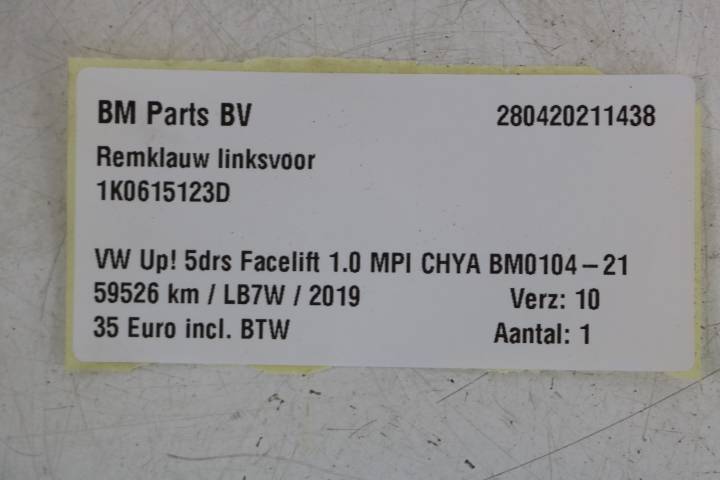 BM Parts BV 280420211438
Remklauw linksvoor
1K0615123D
VW Up! 5drs Facelift 1.0 MPI CHYA BM0104-21
59526 km / LB7W / 2019 Verz: 10
35 Euro incl. BTW Aantal: 1